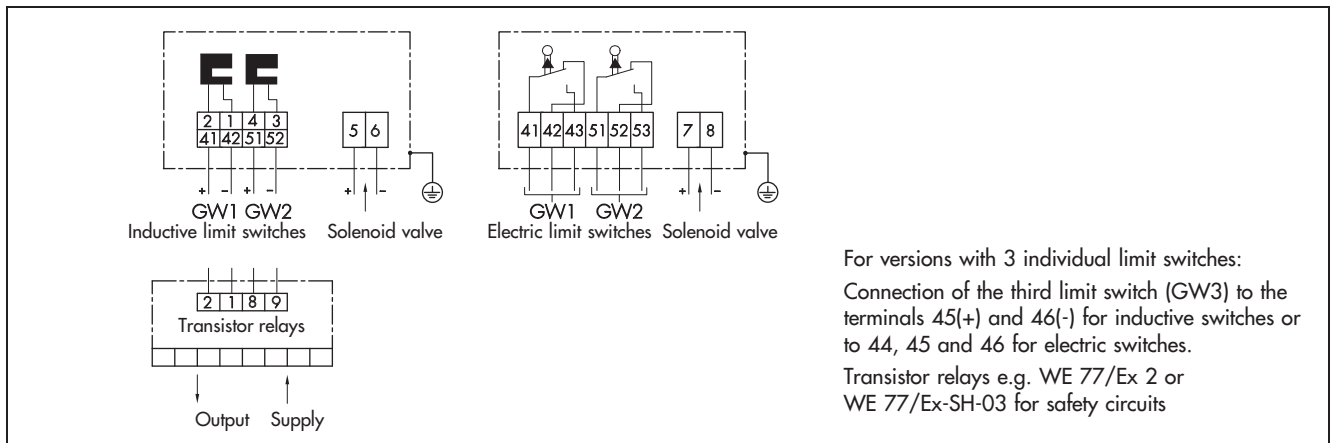 2 1 4 3
41 42 51 52
5 6
+ - + -
+ -
GW1 GW2
Inductive limit switches
Solenoid valve
41 42 43 51 52 53
7 8
+ -
GW1 GW2
Electric limit switches
Solenoid valve
2 1 8 9
Transistor relays
Output Supply
For versions with 3 individual limit switches:
Connection of the third limit switch (GW3) to the
terminals 45(+) and 46(-) for inductive switches or
to 44, 45 and 46 for electric switches.
Transistor relays e.g. WE 77/Ex 2 or
WE 77/Ex-SH-03 for safety circuits